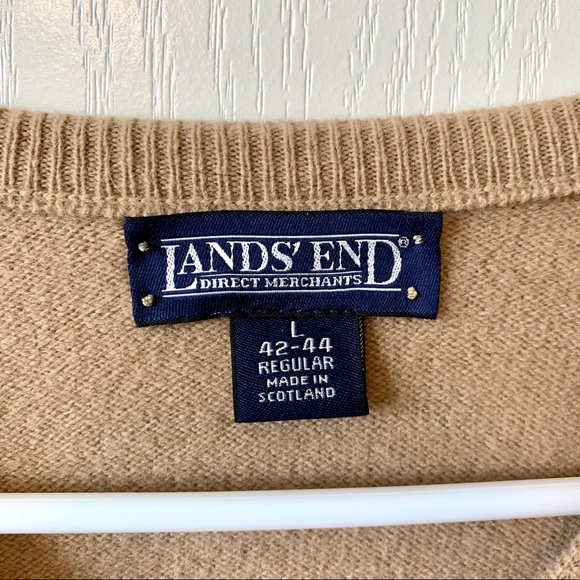 LANDS' END®
DIRECT MERCHANTS
L
42-44
REGULAR
MADE IN
SCOTLAND